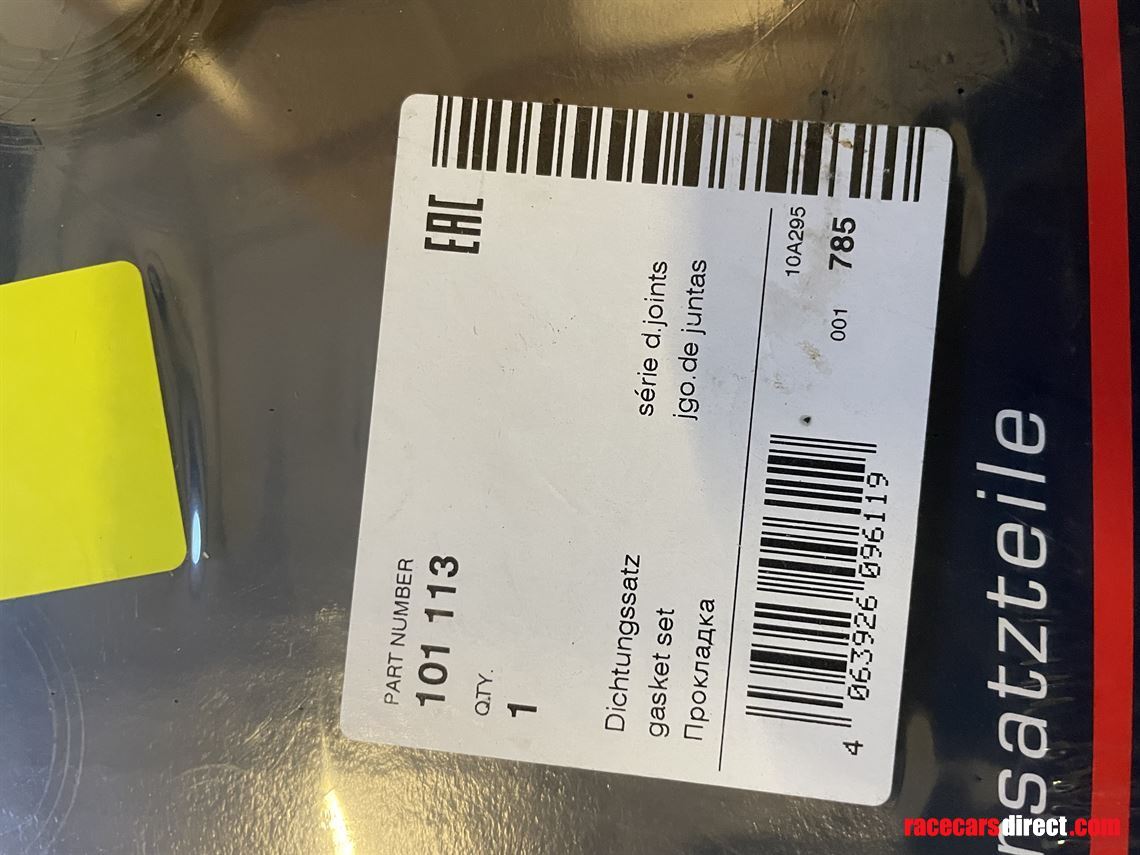 PART NUMBER
101 113
QTY.
1
EAC
Dichtungssatz
gasket set
Прокладка
série d.joints
jgo.de juntas
10A295
001 785
4 063926 096119
rsatzteile
racecarsdirect.com